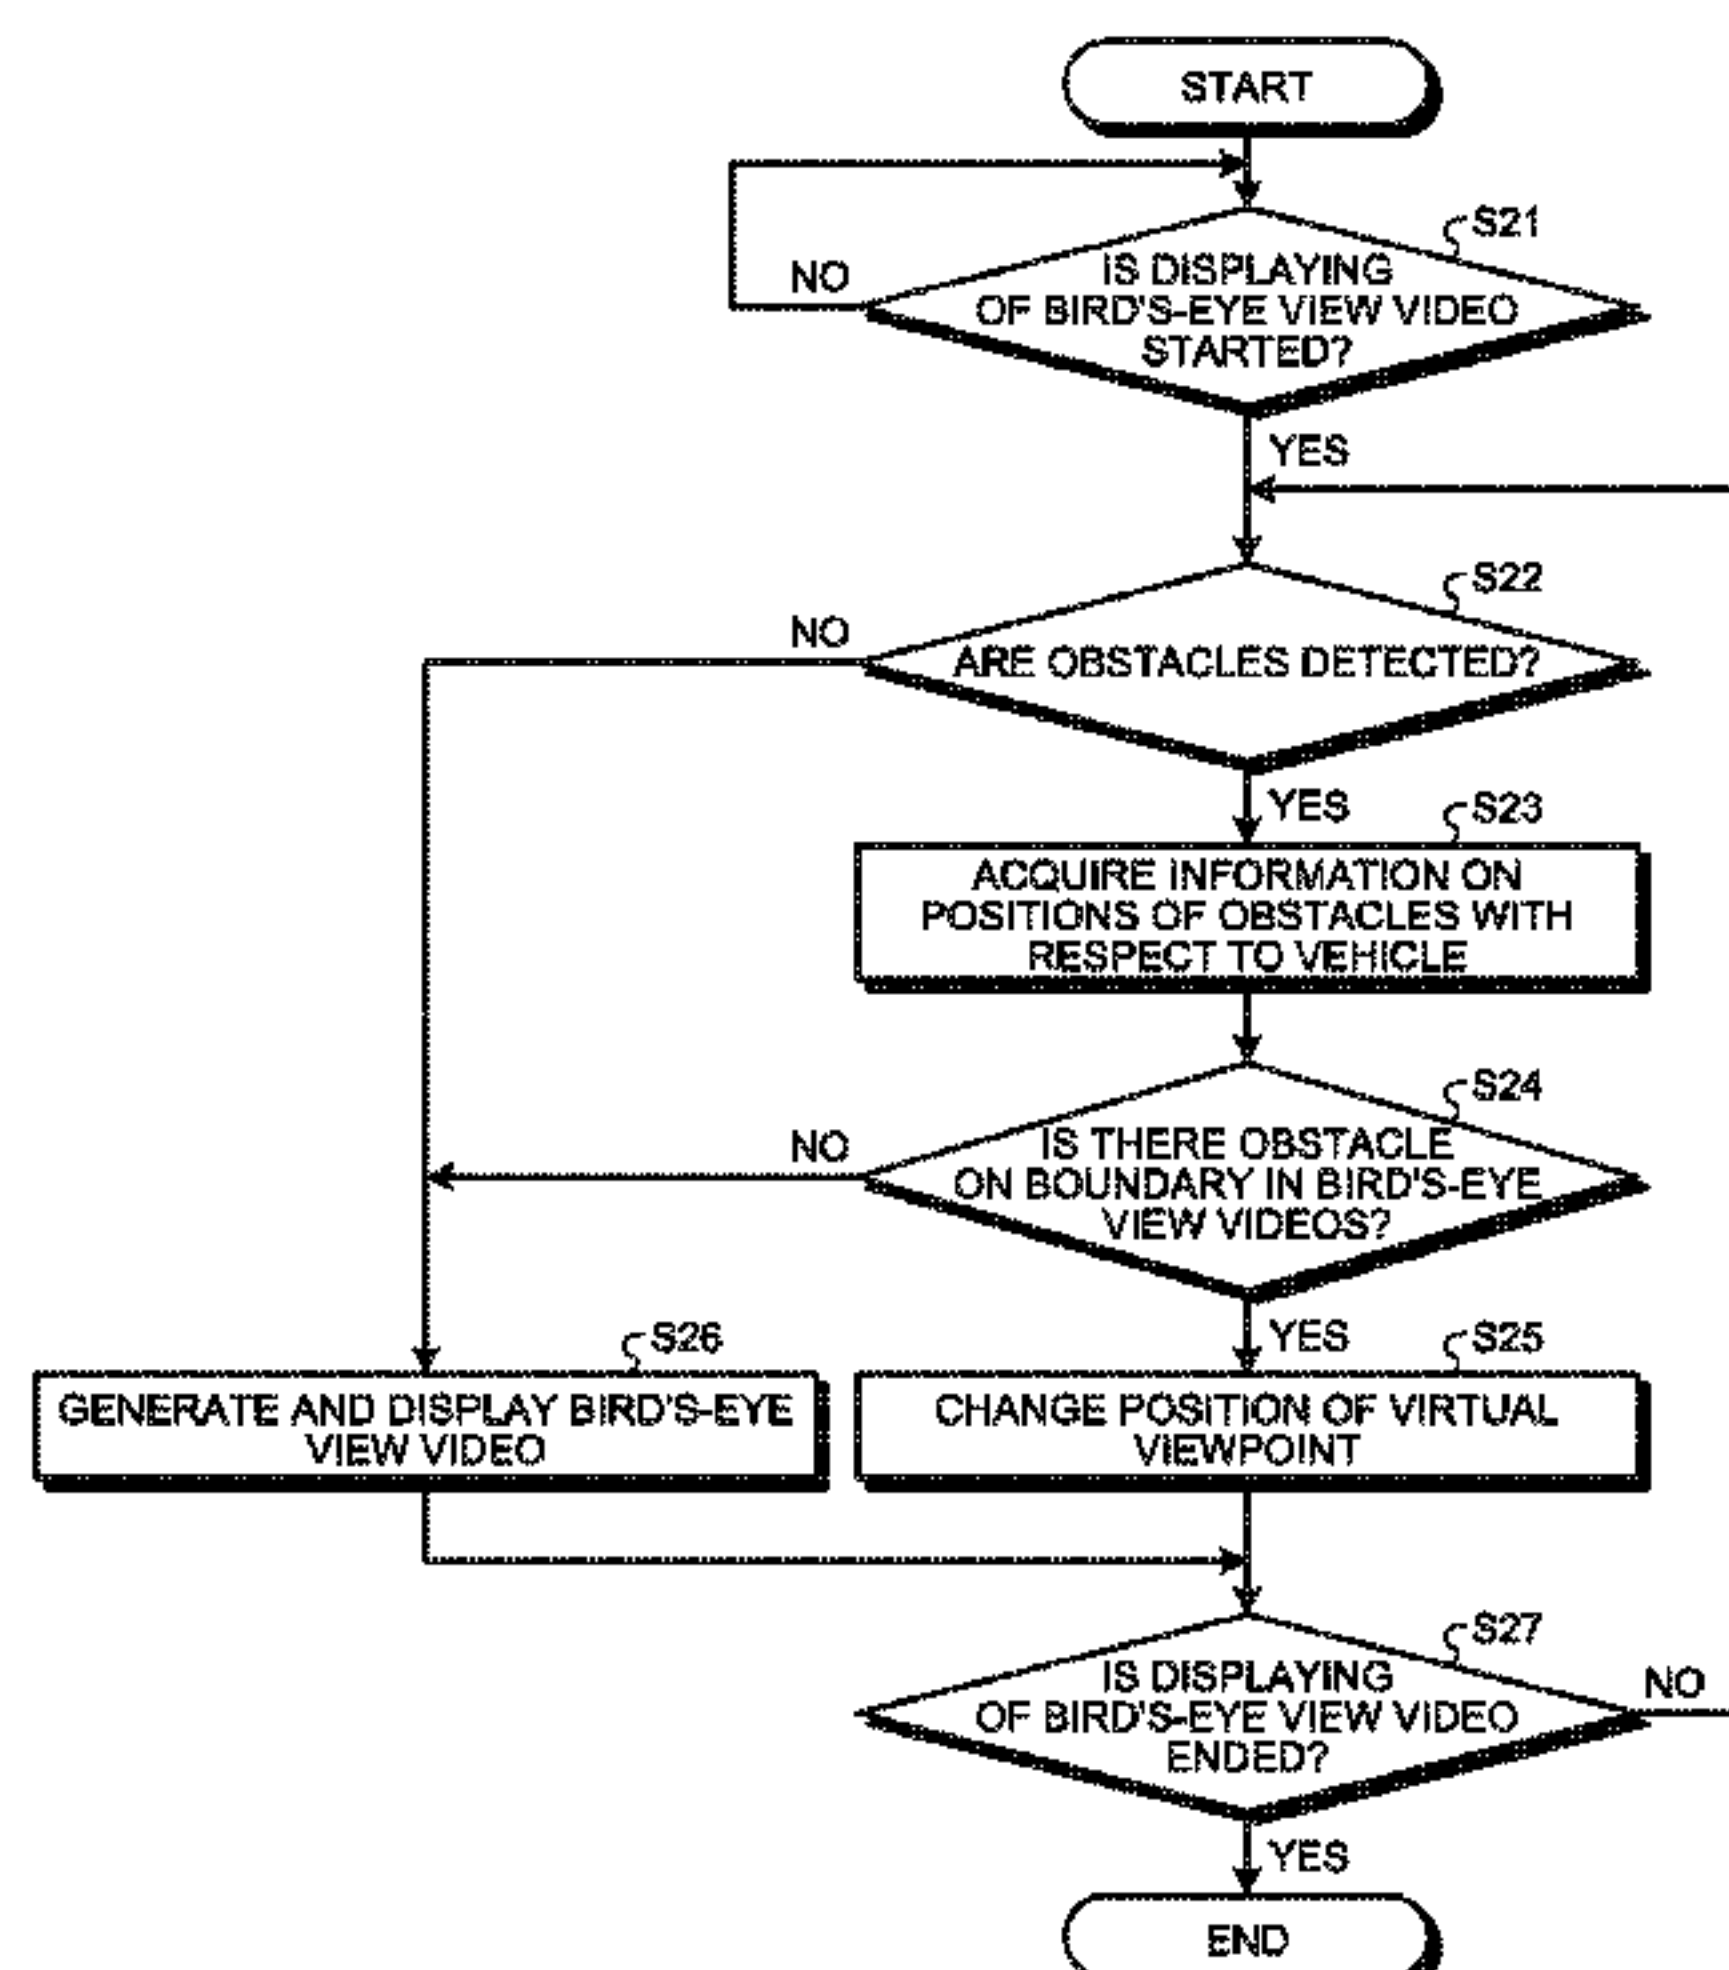 START
S21
NO
IS DISPLAYING
OF BIRD'S-EYE VIEW VIDEO
STARTED?
YES
S22
NO
ARE OBSTACLES DETECTED?
YES
S23
ACQUIRE INFORMATION ON
POSITIONS OF OBSTACLES WITH
RESPECT TO VEHICLE
S24
NO
IS THERE OBSTACLE
ON BOUNDARY IN BIRD'S-EYE
VIEW VIDEOS?
YES
S26
S25
GENERATE AND DISPLAY BIRD'S-EYE
VIEW VIDEO
CHANGE POSITION OF VIRTUAL
VIEWPOINT
S27
IS DISPLAYING
OF BIRD'S-EYE VIEW VIDEO
ENDED?
NO
YES
END